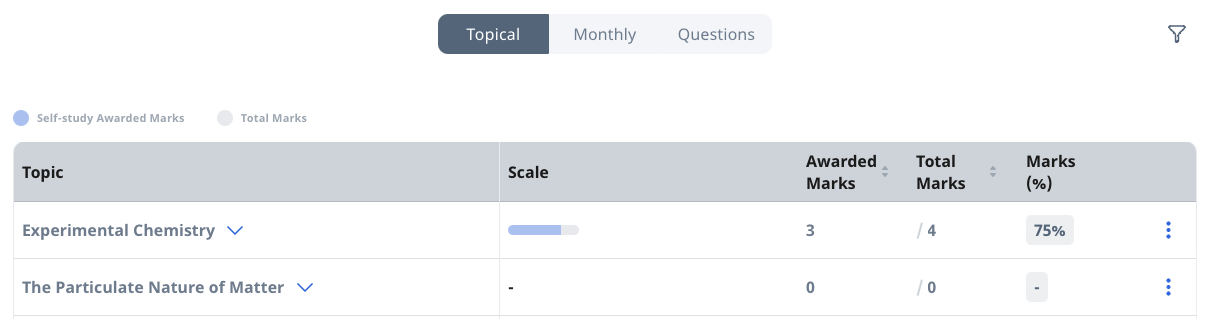 Topical Monthly Questions
Self-study Awarded Marks Total Marks
Topic Scale Awarded Marks Total Marks Marks (%)
Experimental Chemistry 3 / 4 75%
The Particulate Nature of Matter - 0 / 0 -